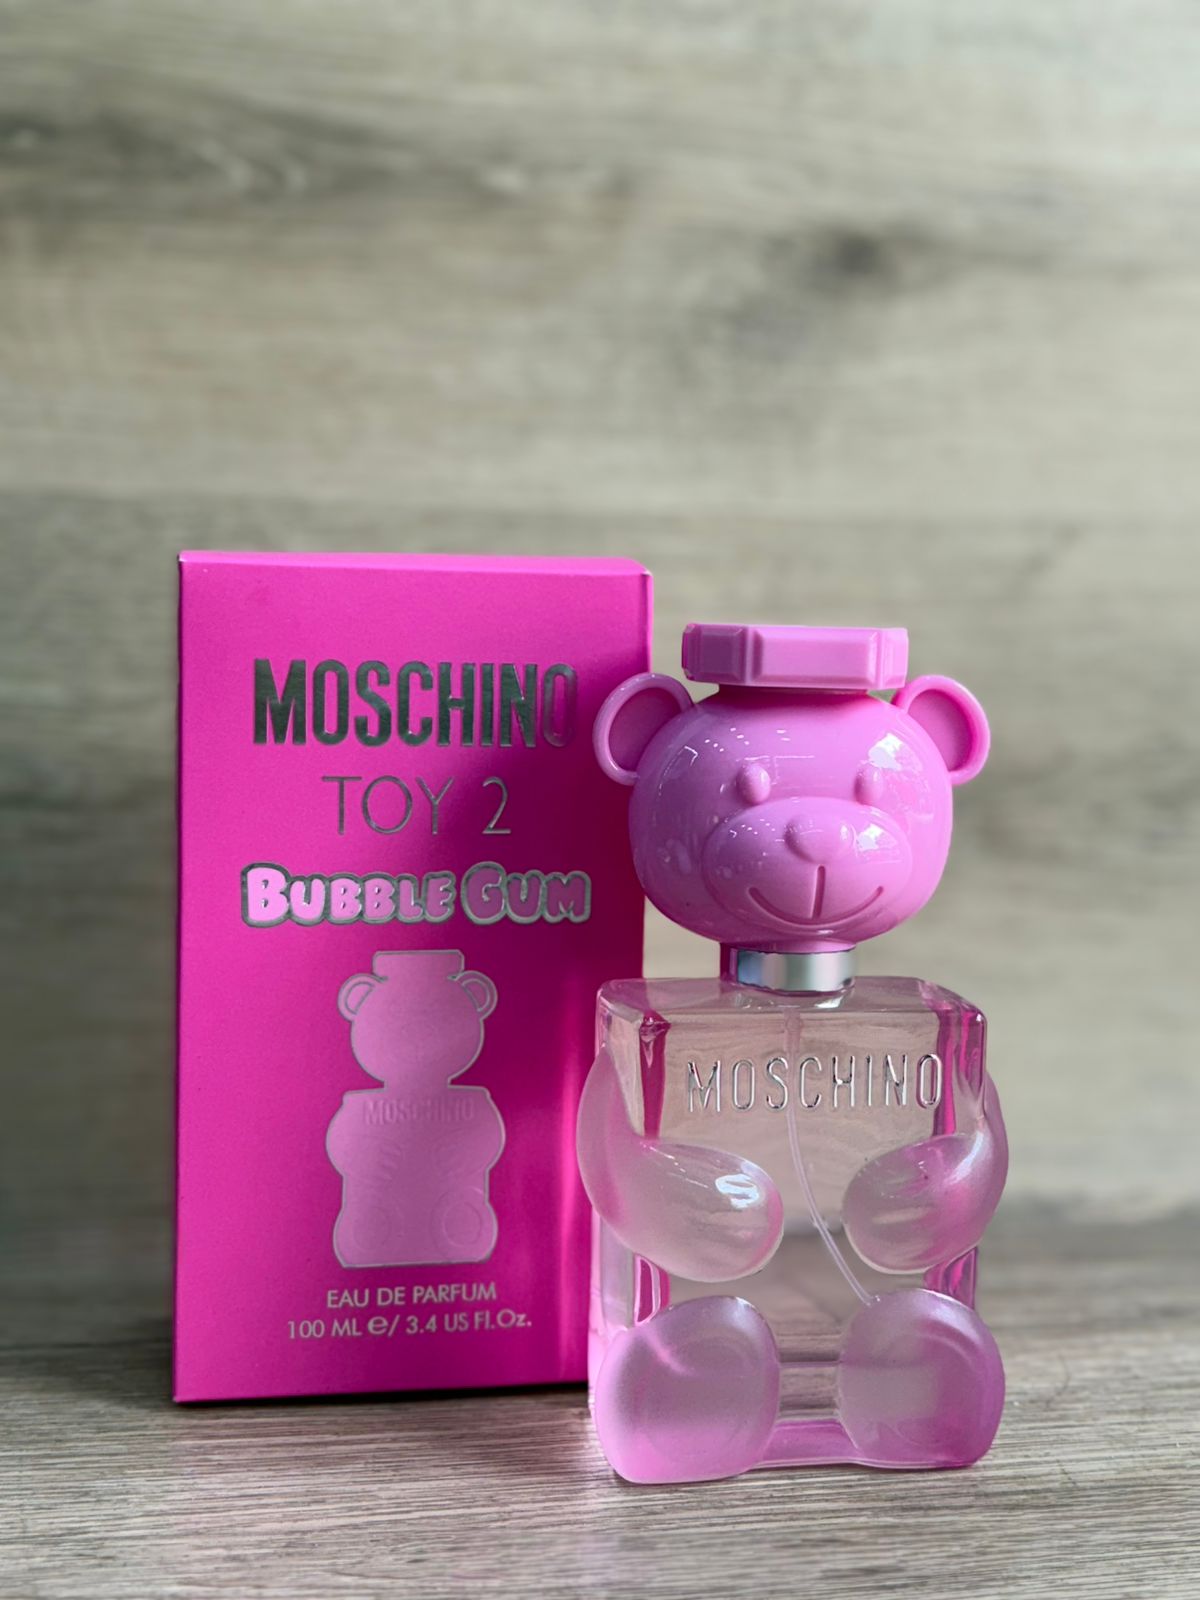 MOSCHINO
TOY 2
BUBBLE GUM
MOSCHINO
EAU DE PARFUM
100 ML e/ 3.4 US Fl.Oz.
MOSCHINO